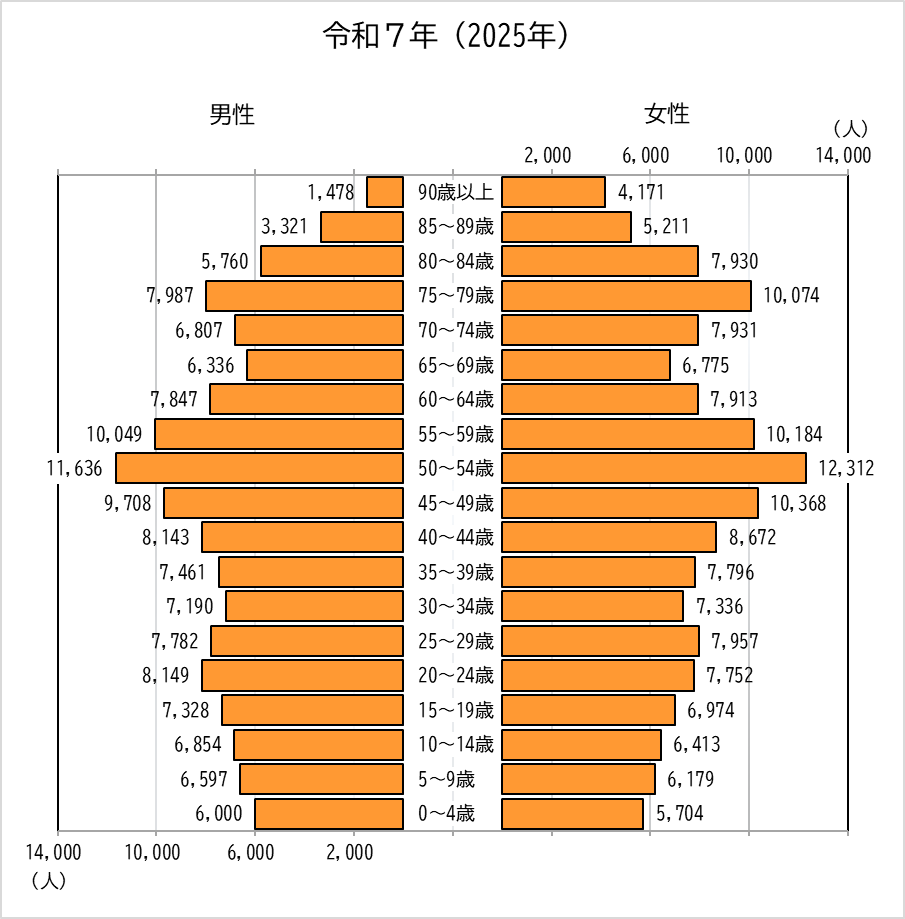 令和７年（2025年）
男性 女性
（人）
2,000 6,000 10,000 14,000
1,478 90歳以上 4,171
3,321 85～89歳 5,211
5,760 80～84歳 7,930
7,987 75～79歳 10,074
6,807 70～74歳 7,931
6,336 65～69歳 6,775
7,847 60～64歳 7,913
10,049 55～59歳 10,184
11,636 50～54歳 12,312
9,708 45～49歳 10,368
8,143 40～44歳 8,672
7,461 35～39歳 7,796
7,190 30～34歳 7,336
7,782 25～29歳 7,957
8,149 20～24歳 7,752
7,328 15～19歳 6,974
6,854 10～14歳 6,413
6,597 5～9歳 6,179
6,000 0～4歳 5,704
14,000 10,000 6,000 2,000
（人）